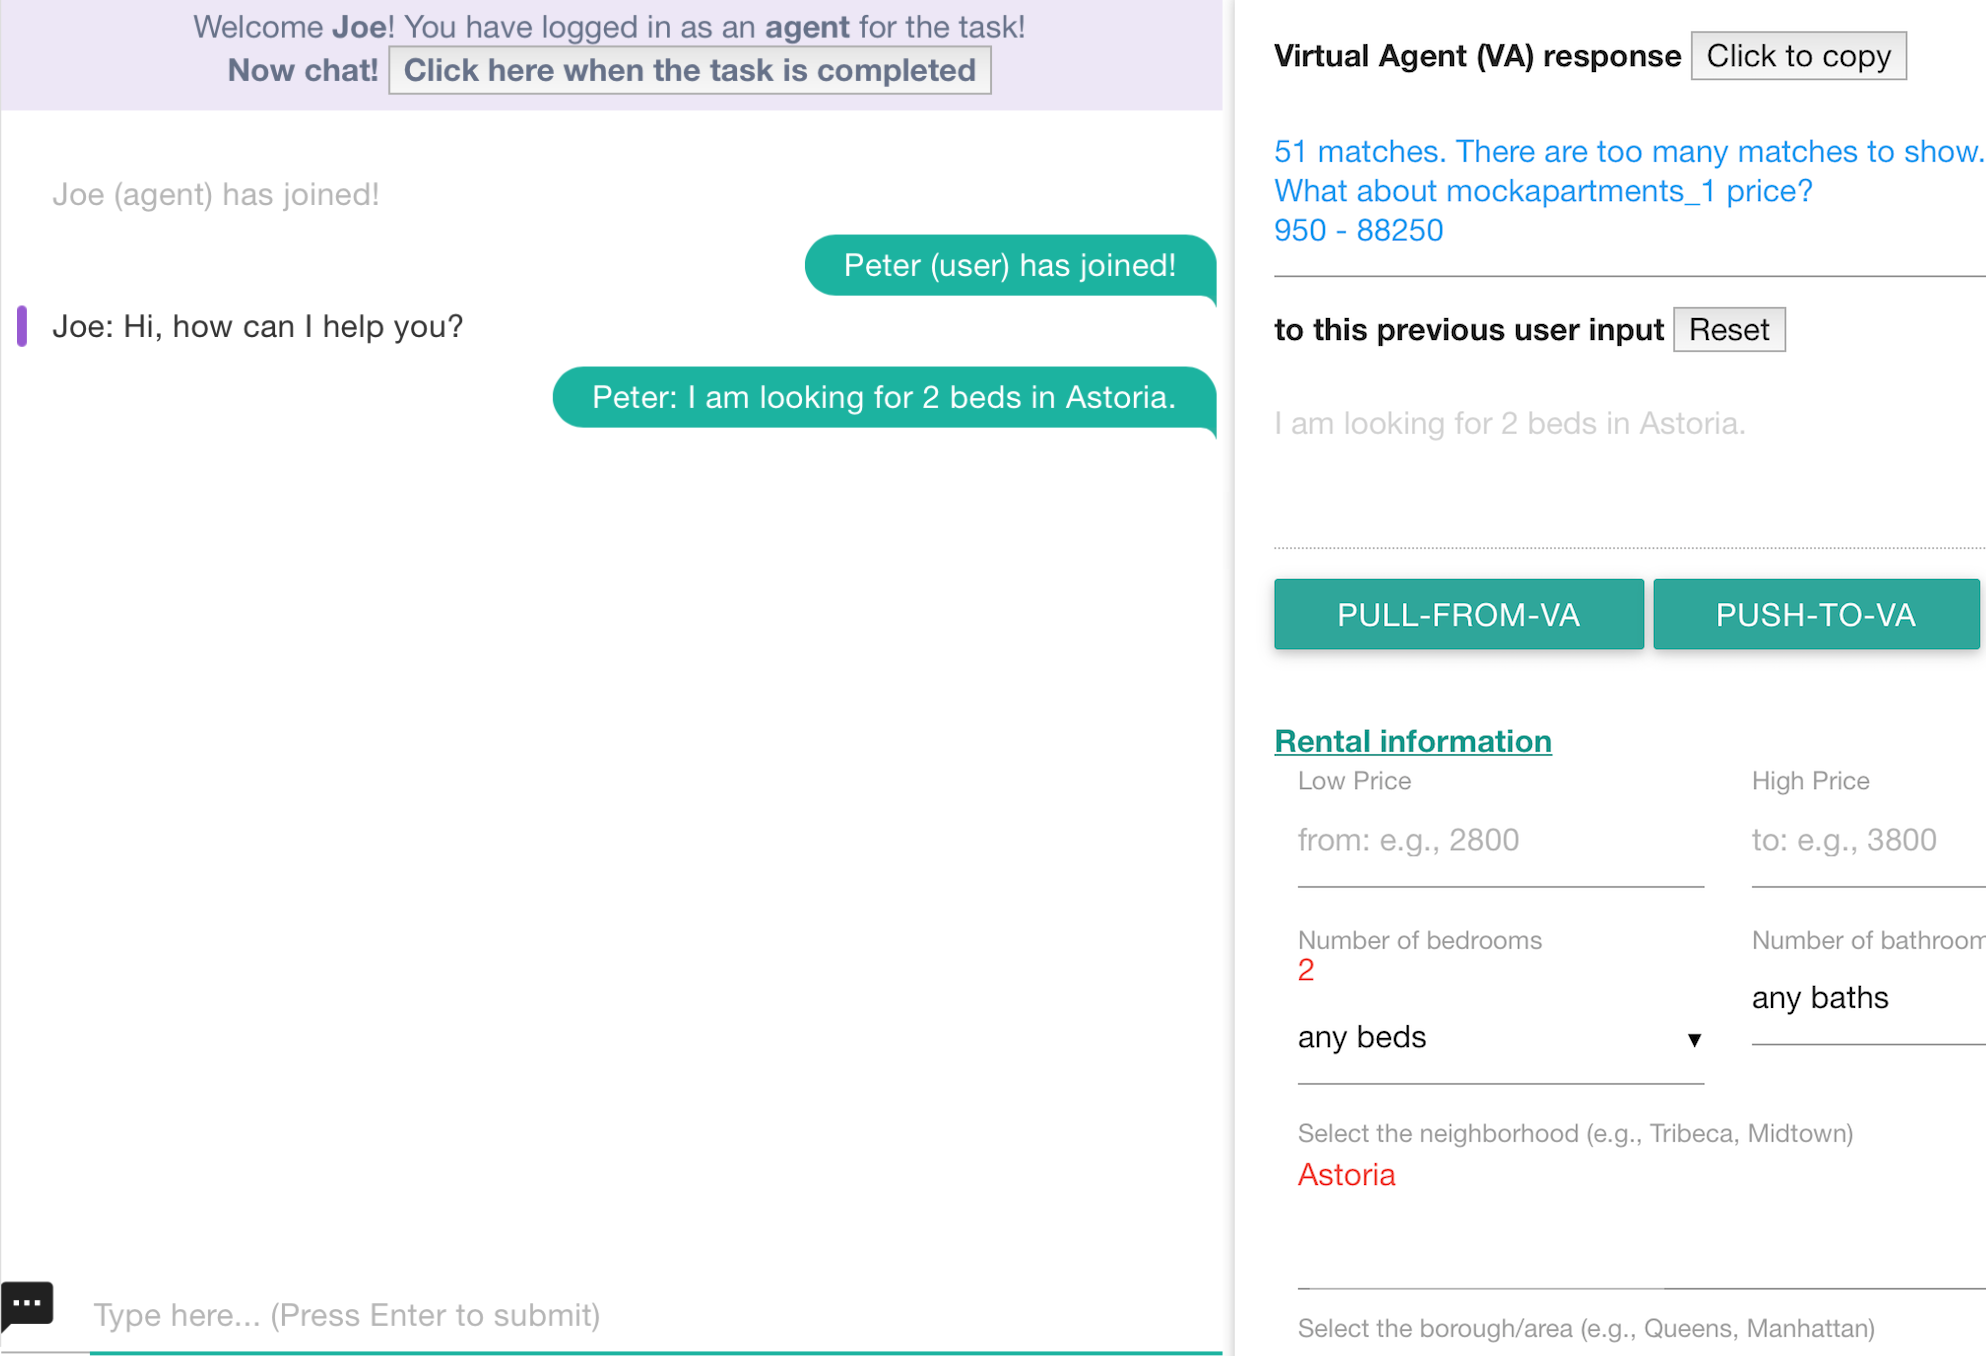 Welcome Joe! You have logged in as an agent for the task!
Now chat! Click here when the task is completed
Joe (agent) has joined!
Peter (user) has joined!
Joe: Hi, how can I help you?
Peter: I am looking for 2 beds in Astoria.
Type here... (Press Enter to submit)
Virtual Agent (VA) response Click to copy
51 matches. There are too many matches to show.
What about mockapartments_1 price?
950 - 88250
to this previous user input Reset
I am looking for 2 beds in Astoria.
PULL-FROM-VA PUSH-TO-VA
Rental information
Low Price High Price
from: e.g., 2800 to: e.g., 3800
Number of bedrooms Number of bathroom
2
any baths
any beds
Select the neighborhood (e.g., Tribeca, Midtown)
Astoria
Select the borough/area (e.g., Queens, Manhattan)